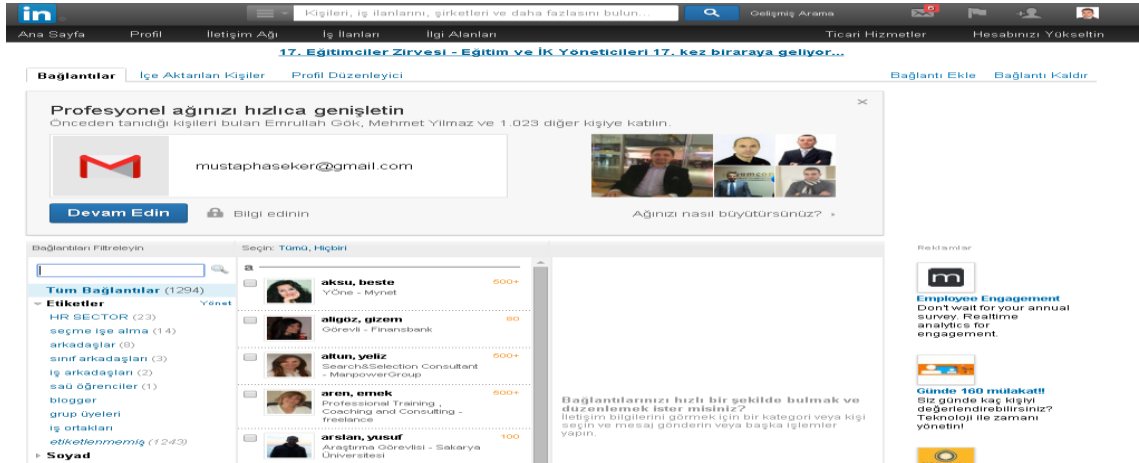 in
Kişileri, iş ilanlarını, şirketleri ve daha fazlasını bulun...
Gelişmiş Arama
Ana Sayfa Profil İletişim Ağı İş İlanları İlgi Alanları Ticari Hizmetler Hesabınızı Yükseltin
17. Eğitimciler Zirvesi - Eğitim ve İK Yöneticileri 17. kez biraraya geliyor...
Bağlantılar İçe Aktarılan Kişiler Profil Düzenleyici Bağlantı Ekle Bağlantı Kaldır
Profesyonel ağınızı hızlıca genişletin
Önceden tanıdığı kişileri bulan Emrullah Gök, Mehmet Yılmaz ve 1.023 diğer kişiye katılın.
mustaphaseker@gmail.com
Devam Edin
Bilgi edinin
Ağınızı nasıl büyütürsünüz?
Bağlantıları Filtreleyin
Tüm Bağlantılar (1294)
Etiketler Yönet
HR SECTOR (23)
seçme işe alma (14)
arkadaşlar (8)
sınıf arkadaşları (3)
iş arkadaşları (2)
saü öğrenciler (1)
blogger
grup üyeleri
iş ortakları
etiketlenmemiş (1243)
Soyad
Seçin: Tümü, Hiçbiri
a
aksu, beste 500+
YÖne - Mynet
aligöz, gizem 80
Görevli - Finansbank
altun, yeliz 500+
Search&Selection Consultant
- ManpowerGroup
aren, emek 500+
Professional Training ,
Coaching and Consulting -
freelance
arslan, yusuf 100
Araştırma Görevlisi - Sakarya
Üniversitesi
Bağlantılarınızı hızlı bir şekilde bulmak ve
düzenlemek ister misiniz?
İletişim bilgilerini görmek için bir kategori veya kişi
seçin ve mesaj gönderin veya başka işlemler
yapın.
Reklamlar
m
Employee Engagement
Don't wait for your annual
survey. Realtime
analytics for
engagement.
Günde 160 mülakat!!
Siz günde kaç kişiyi
değerlendirebilirsiniz?
Teknoloji ile zamanı
yönetin!